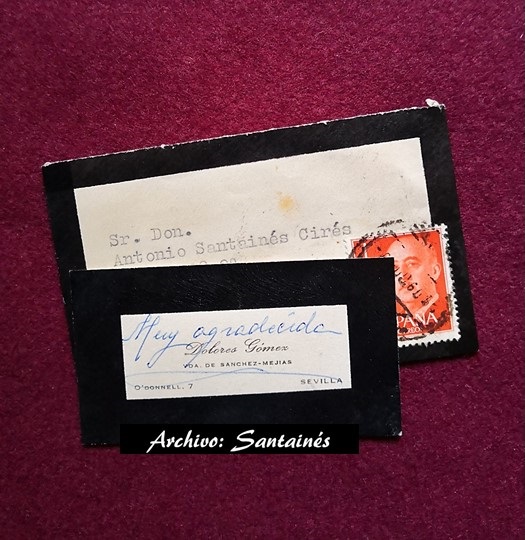 Sr. Don.
Antonio Santainés Cirés
ESPAÑA
Muy agradecida
Dolores Gómez
VDA. DE SANCHEZ-MEJIAS
O'DONNELL, 7 SEVILLA
Archivo: Santainés